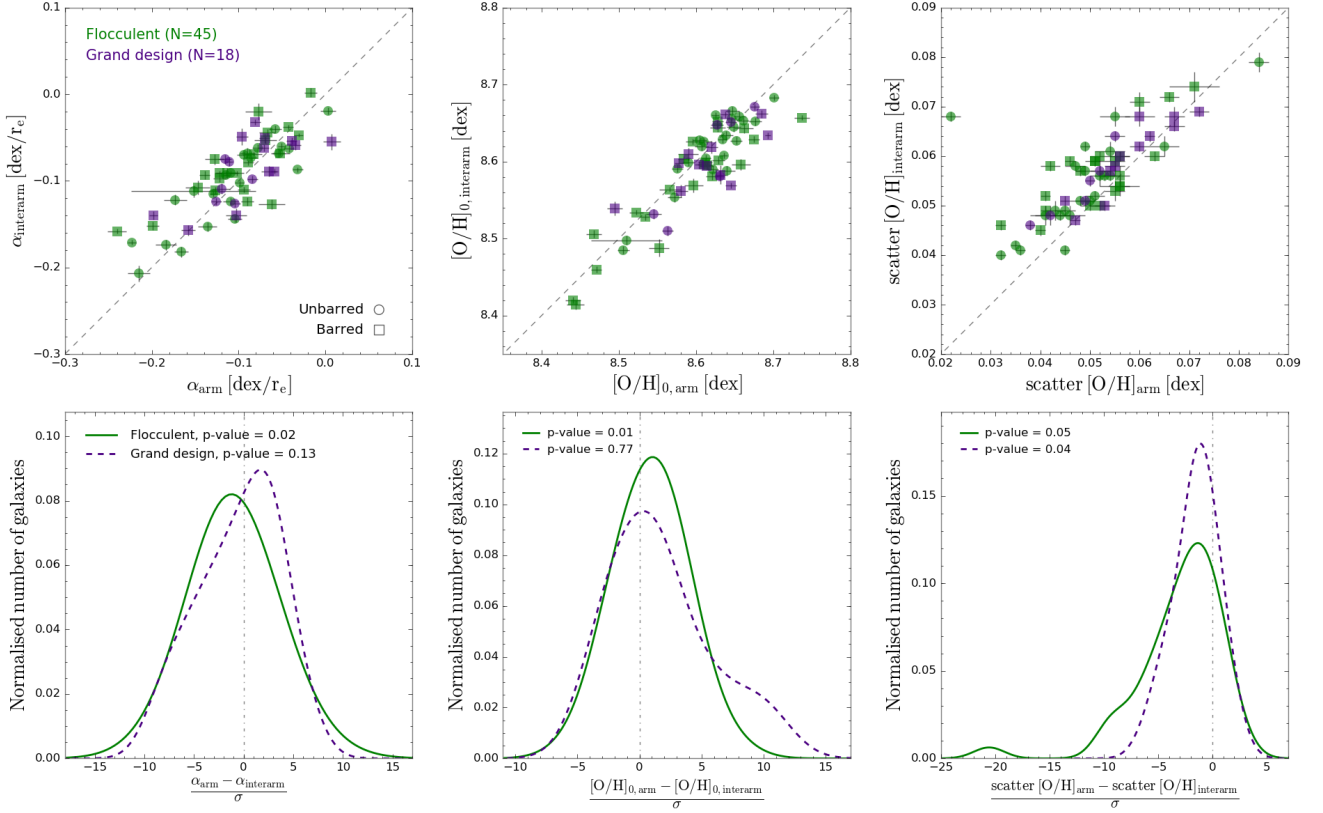 Flocculent (N=45)
Grand design (N=18)
Unbarred
Barred
0.1
0.0
−0.1
−0.2
−0.3
−0.3 −0.2 −0.1 0.0 0.1
α_interarm [dex/r_e]
α_arm [dex/r_e]
8.8
8.7
8.6
8.5
8.4
8.4 8.5 8.6 8.7 8.8
[O/H]_0, interarm [dex]
[O/H]_0, arm [dex]
0.09
0.08
0.07
0.06
0.05
0.04
0.03
0.02
0.02 0.03 0.04 0.05 0.06 0.07 0.08 0.09
scatter [O/H]_interarm [dex]
scatter [O/H]_arm [dex]
Flocculent, p-value = 0.02
Grand design, p-value = 0.13
0.10
0.08
0.06
0.04
0.02
0.00
−15 −10 −5 0 5 10 15
Normalised number of galaxies
α_arm − α_interarm
σ
p-value = 0.01
p-value = 0.77
0.12
0.10
0.08
0.06
0.04
0.02
0.00
−10 −5 0 5 10 15
Normalised number of galaxies
[O/H]_0, arm − [O/H]_0, interarm
σ
p-value = 0.05
p-value = 0.04
0.15
0.10
0.05
0.00
−25 −20 −15 −10 −5 0 5
Normalised number of galaxies
scatter [O/H]_arm − scatter [O/H]_interarm
σ